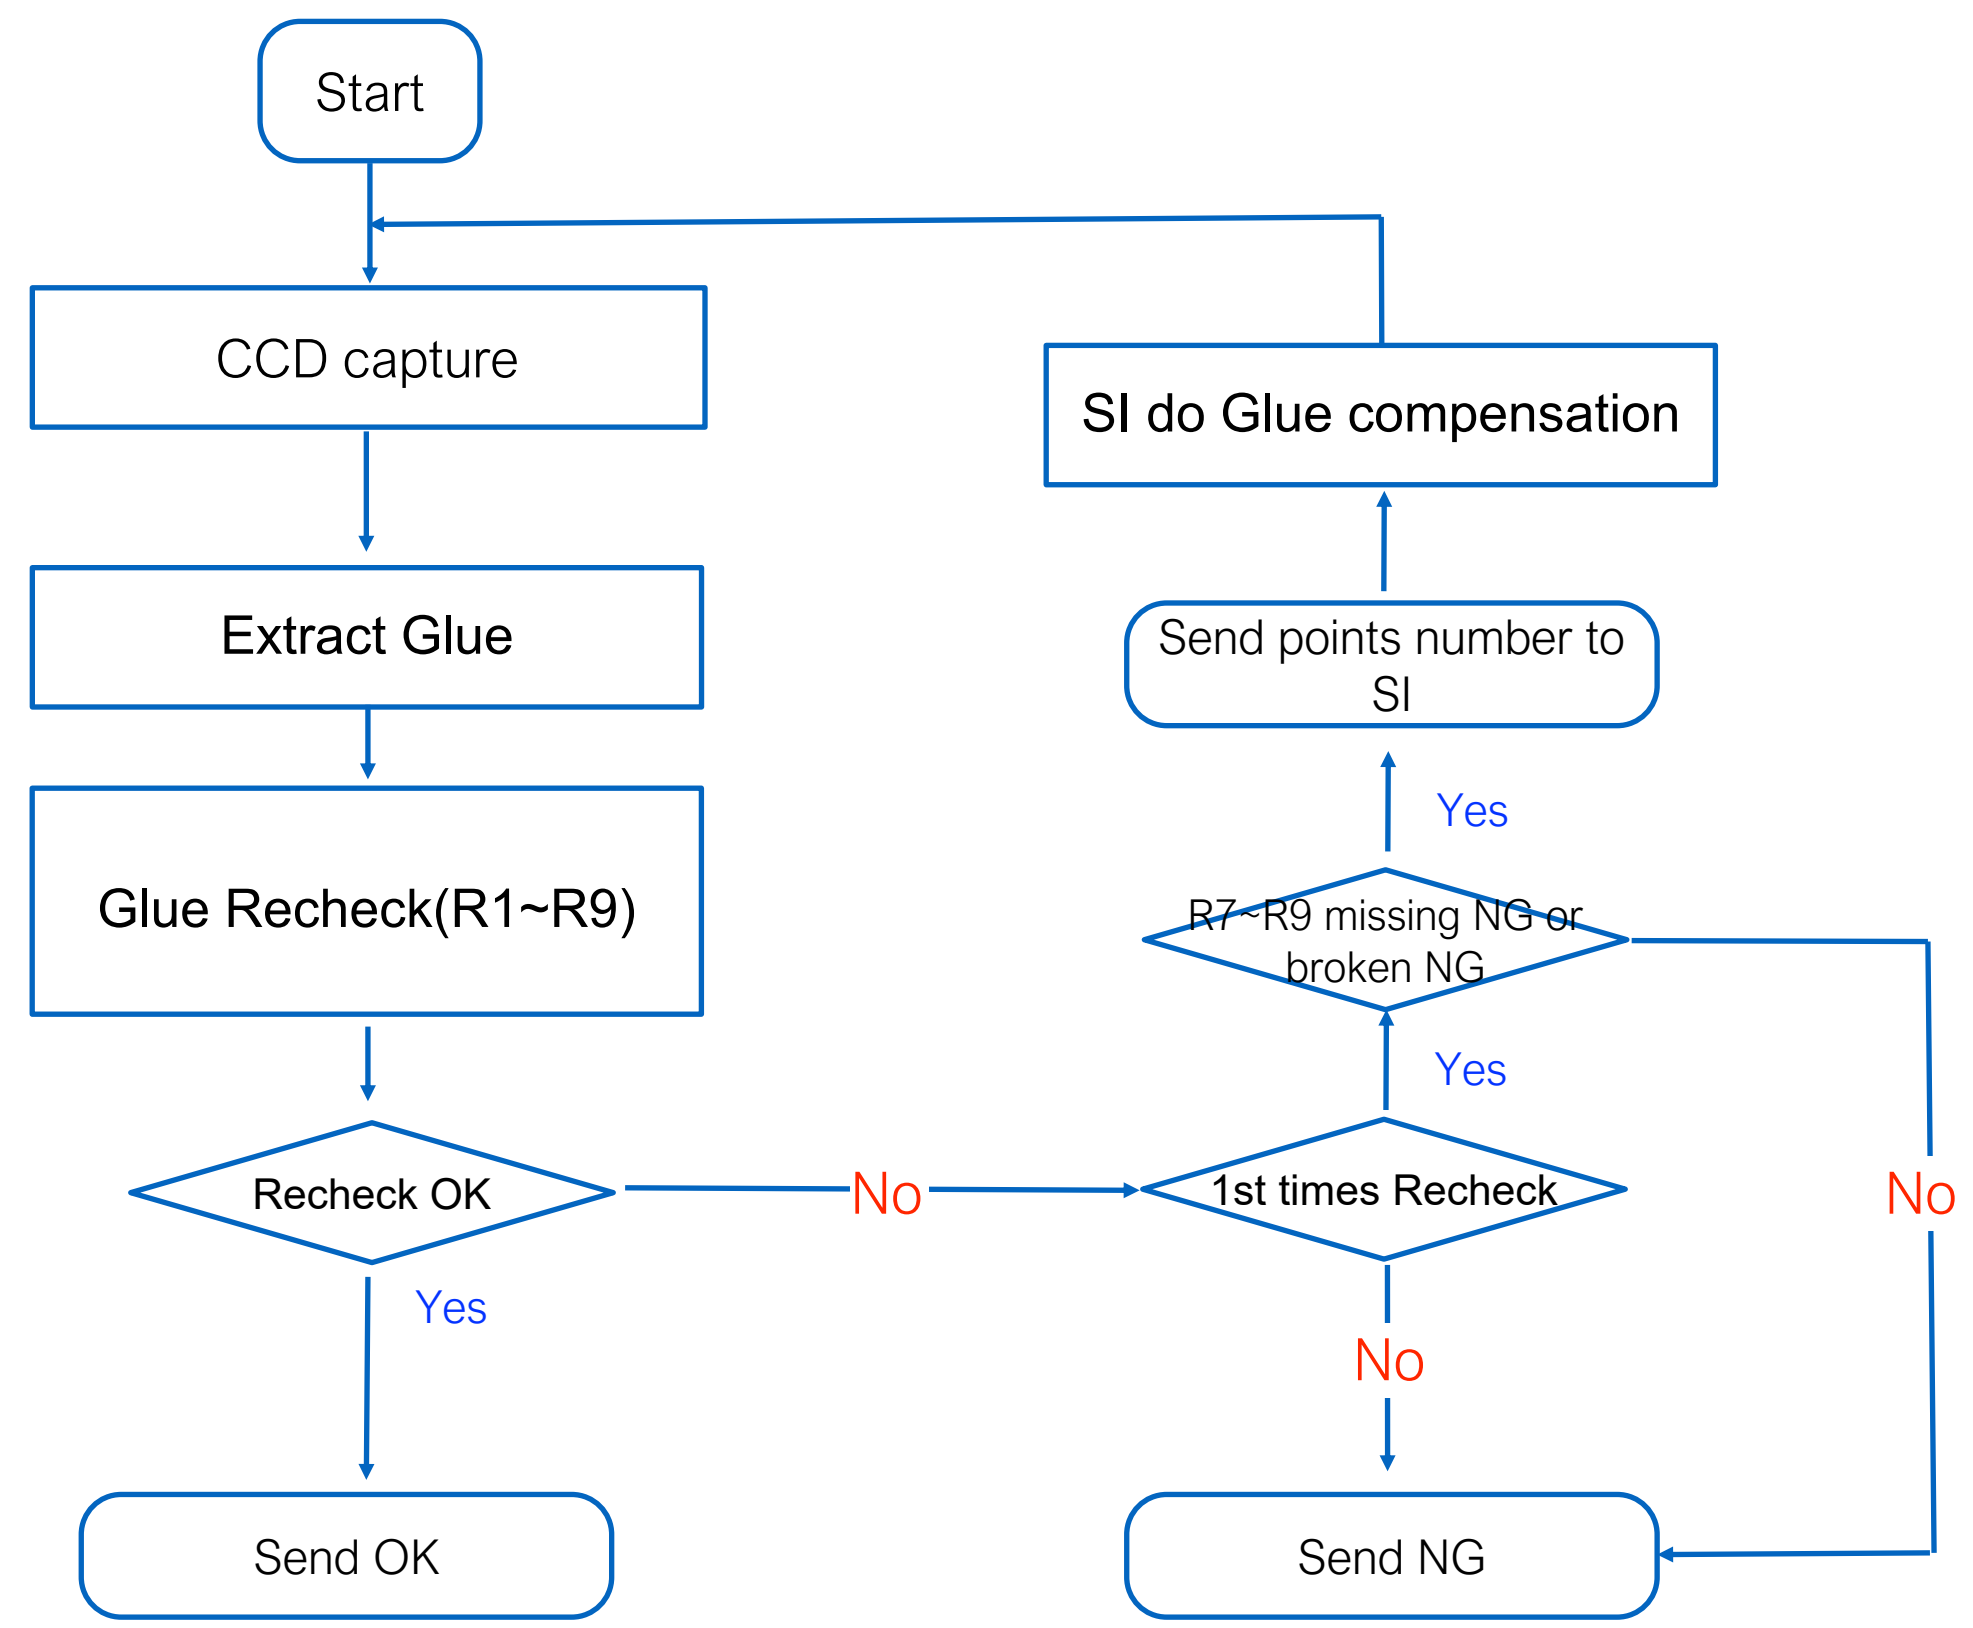 Start
CCD capture
Extract Glue
Glue Recheck(R1~R9)
Recheck OK
Yes
Send OK
No
SI do Glue compensation
Send points number to
SI
Yes
R7~R9 missing NG or
broken NG
Yes
1st times Recheck
No
No
Send NG